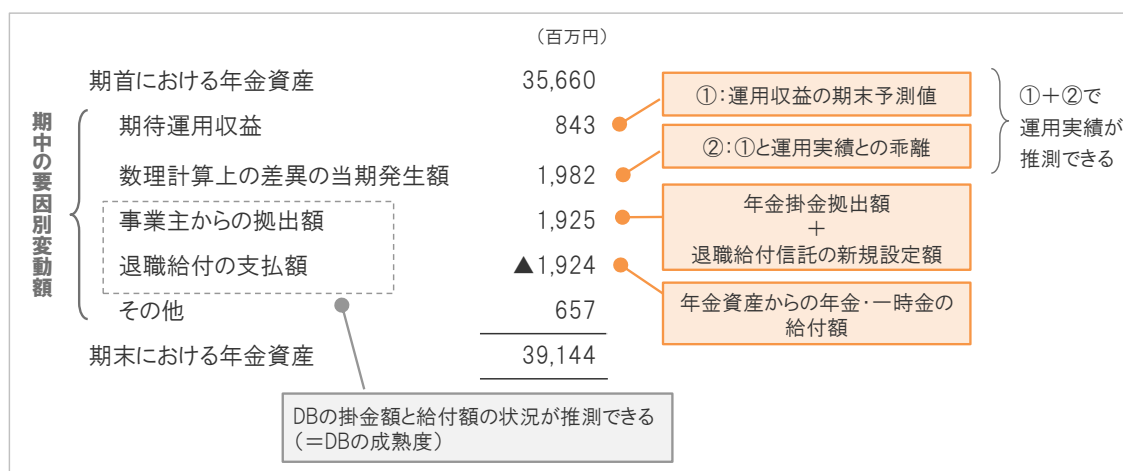 （百万円）
期首における年金資産 35,660
期中の要因別変動額
期待運用収益 843
①：運用収益の期末予測値
数理計算上の差異の当期発生額 1,982
②：①と運用実績との乖離
①＋②で
運用実績が
推測できる
事業主からの拠出額 1,925
年金掛金拠出額
＋
退職給付信託の新規設定額
退職給付の支払額 ▲1,924
年金資産からの年金・一時金の
給付額
その他 657
期末における年金資産 39,144
DBの掛金額と給付額の状況が推測できる
（＝DBの成熟度）